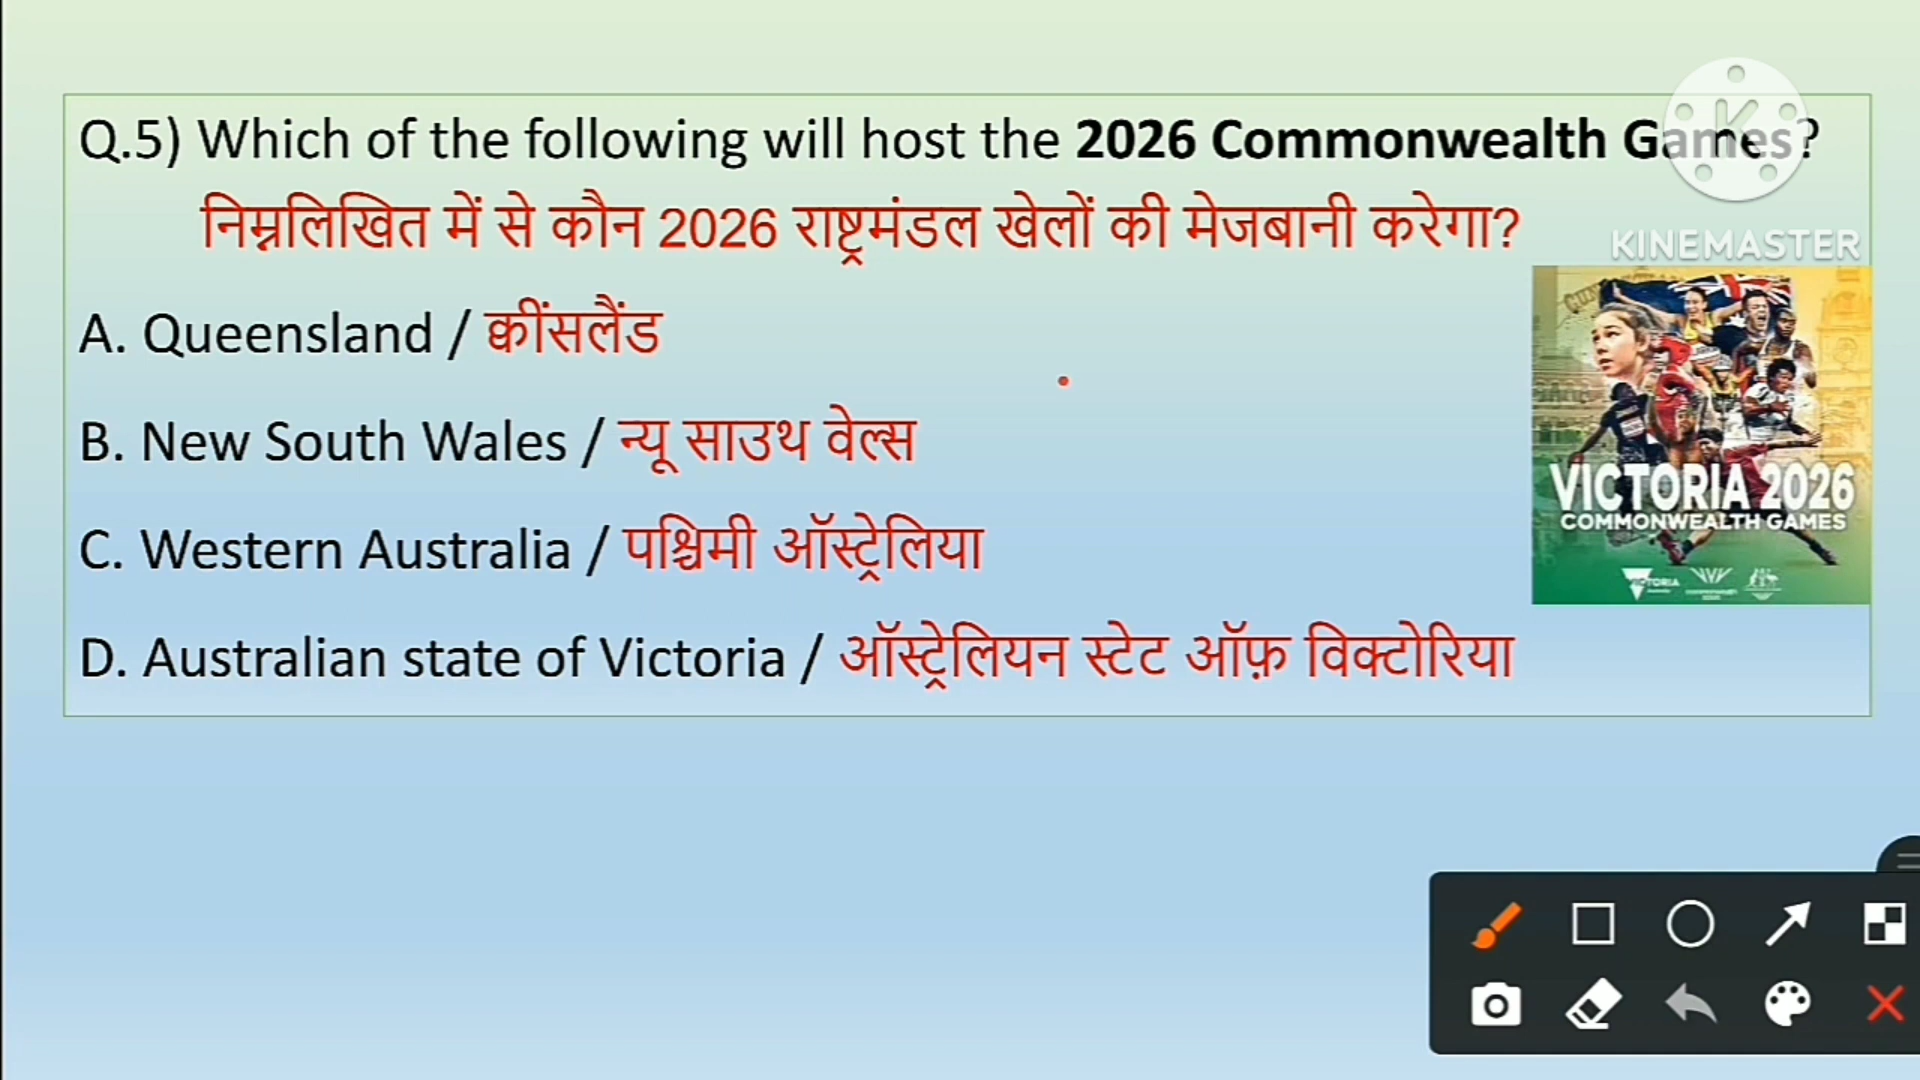 Q.5) Which of the following will host the 2026 Commonwealth Games?
निम्नलिखित में से कौन 2026 राष्ट्रमंडल खेलों की मेजबानी करेगा?
KINEMASTER
A. Queensland / क्वींसलैंड
B. New South Wales / न्यू साउथ वेल्स
C. Western Australia / पश्चिमी ऑस्ट्रेलिया
D. Australian state of Victoria / ऑस्ट्रेलियन स्टेट ऑफ़ विक्टोरिया
VICTORIA 2026
COMMONWEALTH GAMES
VICTORIA